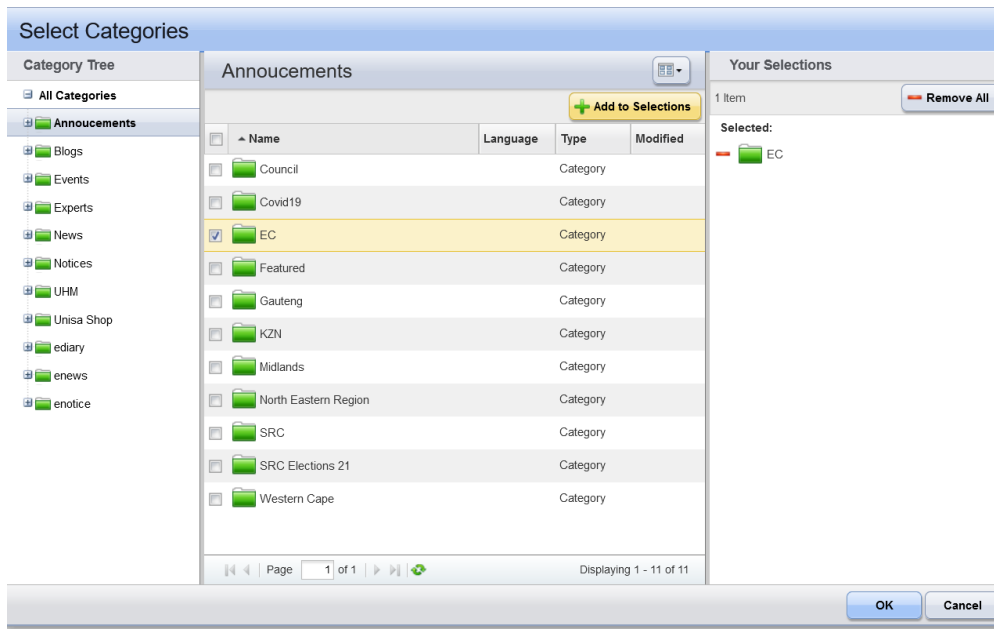 Select Categories
Category Tree
All Categories
Annoucements
Blogs
Events
Experts
News
Notices
UHM
Unisa Shop
ediary
enews
enotice
Annoucements
Add to Selections
Name Language Type Modified
Council Category
Covid19 Category
EC Category
Featured Category
Gauteng Category
KZN Category
Midlands Category
North Eastern Region Category
SRC Category
SRC Elections 21 Category
Western Cape Category
Page 1 of 1 Displaying 1 - 11 of 11
Your Selections
1 Item Remove All
Selected:
EC
OK Cancel